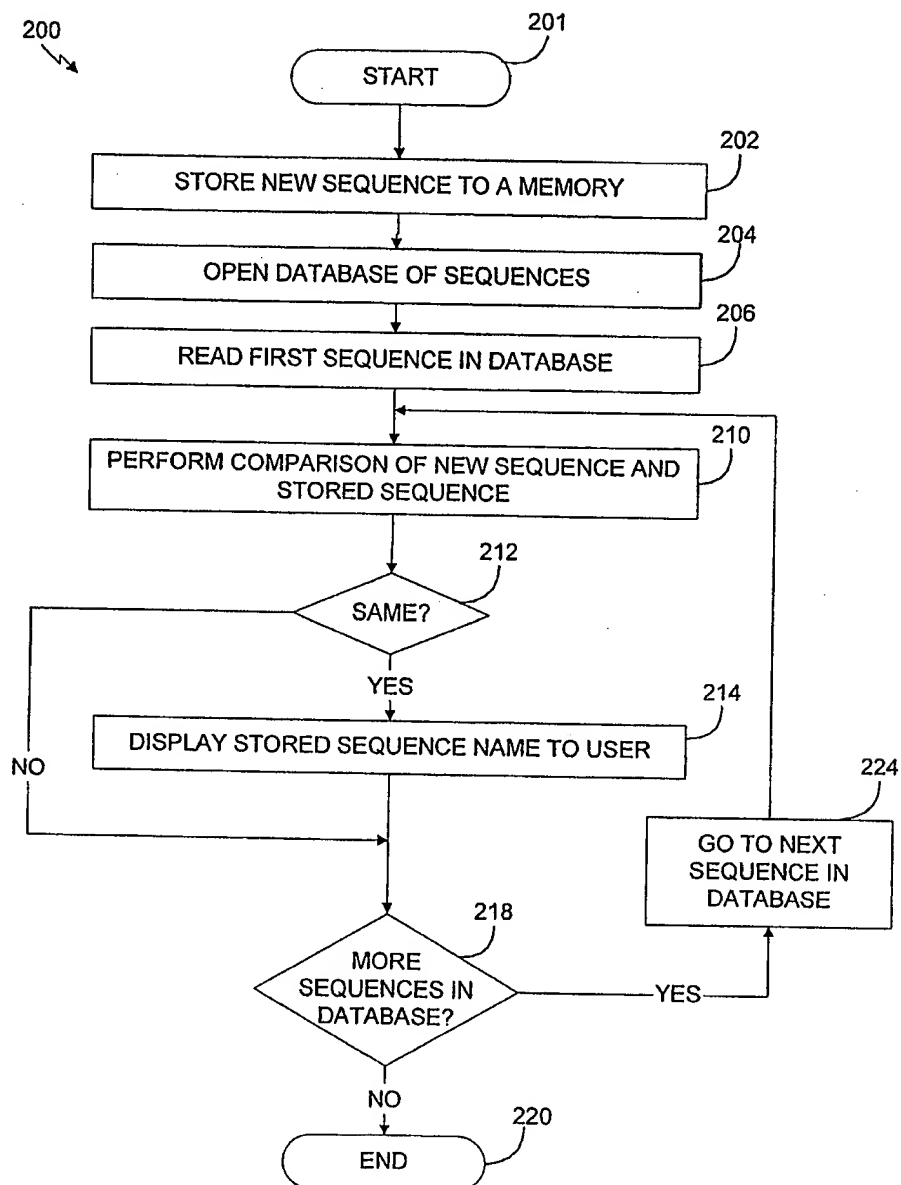 200
201
START
202
STORE NEW SEQUENCE TO A MEMORY
204
OPEN DATABASE OF SEQUENCES
206
READ FIRST SEQUENCE IN DATABASE
210
PERFORM COMPARISON OF NEW SEQUENCE AND
STORED SEQUENCE
212
SAME?
YES
214
DISPLAY STORED SEQUENCE NAME TO USER
NO
224
GO TO NEXT
SEQUENCE IN
DATABASE
218
MORE
SEQUENCES IN
DATABASE?
YES
NO
220
END